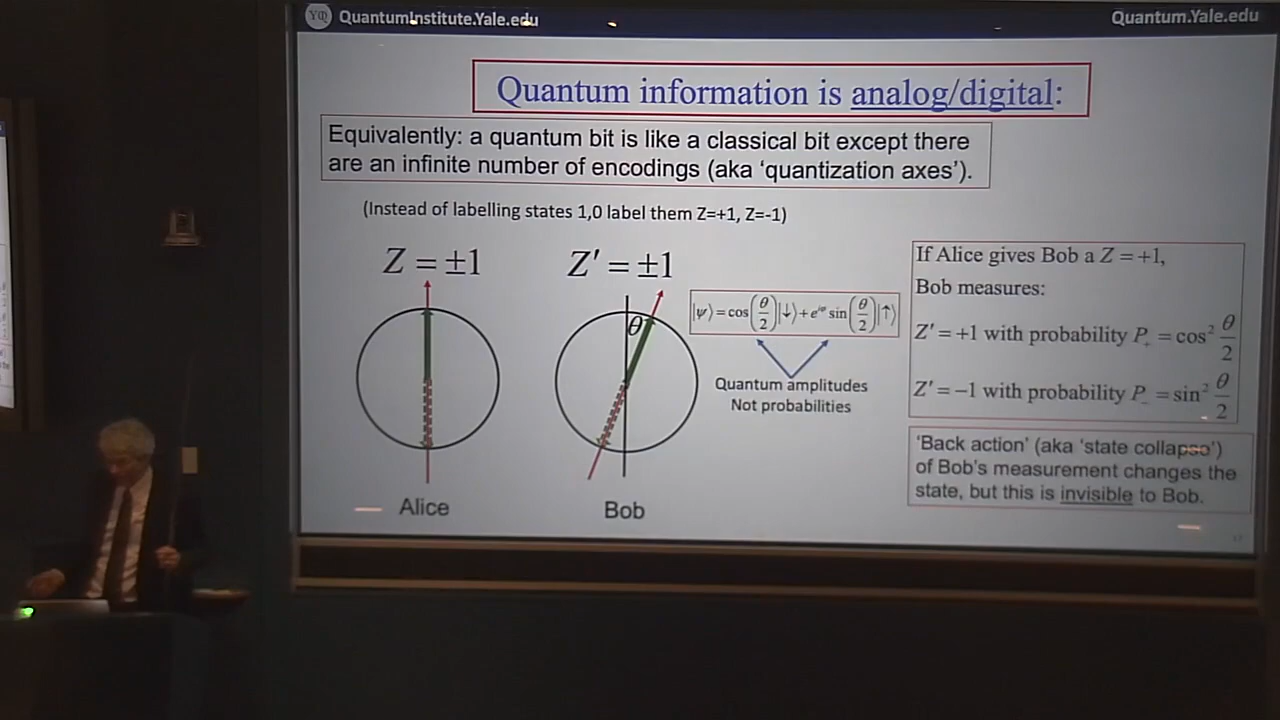 YQ QuantumInstitute.Yale.edu
Quantum.Yale.edu
Quantum information is analog/digital:
Equivalently: a quantum bit is like a classical bit except there
are an infinite number of encodings (aka ‘quantization axes’).
(Instead of labelling states 1,0 label them Z=+1, Z=-1)
Z = ±1
Z′ = ±1
θ
|ψ⟩ = cos(θ/2)|↓⟩ + e^{iφ} sin(θ/2)|↑⟩
Quantum amplitudes
Not probabilities
Alice
Bob
If Alice gives Bob a Z = +1,
Bob measures:
Z′ = +1 with probability P₊ = cos² θ/2
Z′ = −1 with probability P₋ = sin² θ/2
‘Back action’ (aka ‘state collapse’)
of Bob’s measurement changes the
state, but this is invisible to Bob.